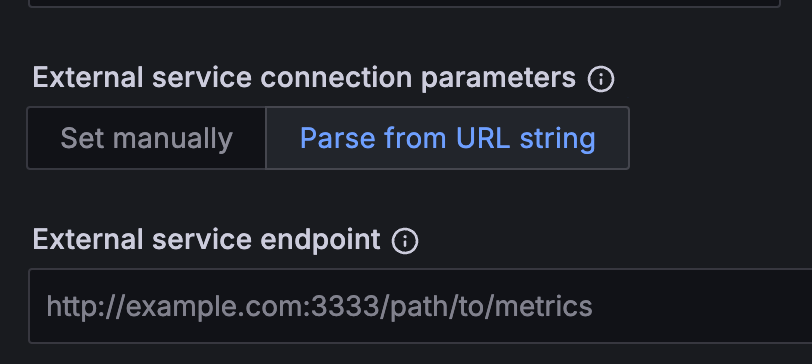 External service connection parameters
Set manually
Parse from URL string
External service endpoint
http://example.com:3333/path/to/metrics